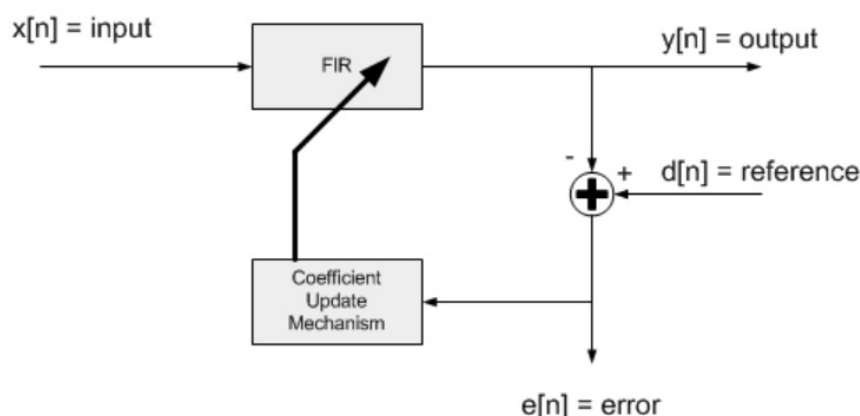 x[n] = input
FIR
y[n] = output
-
+
d[n] = reference
Coefficient
Update
Mechanism
e[n] = error